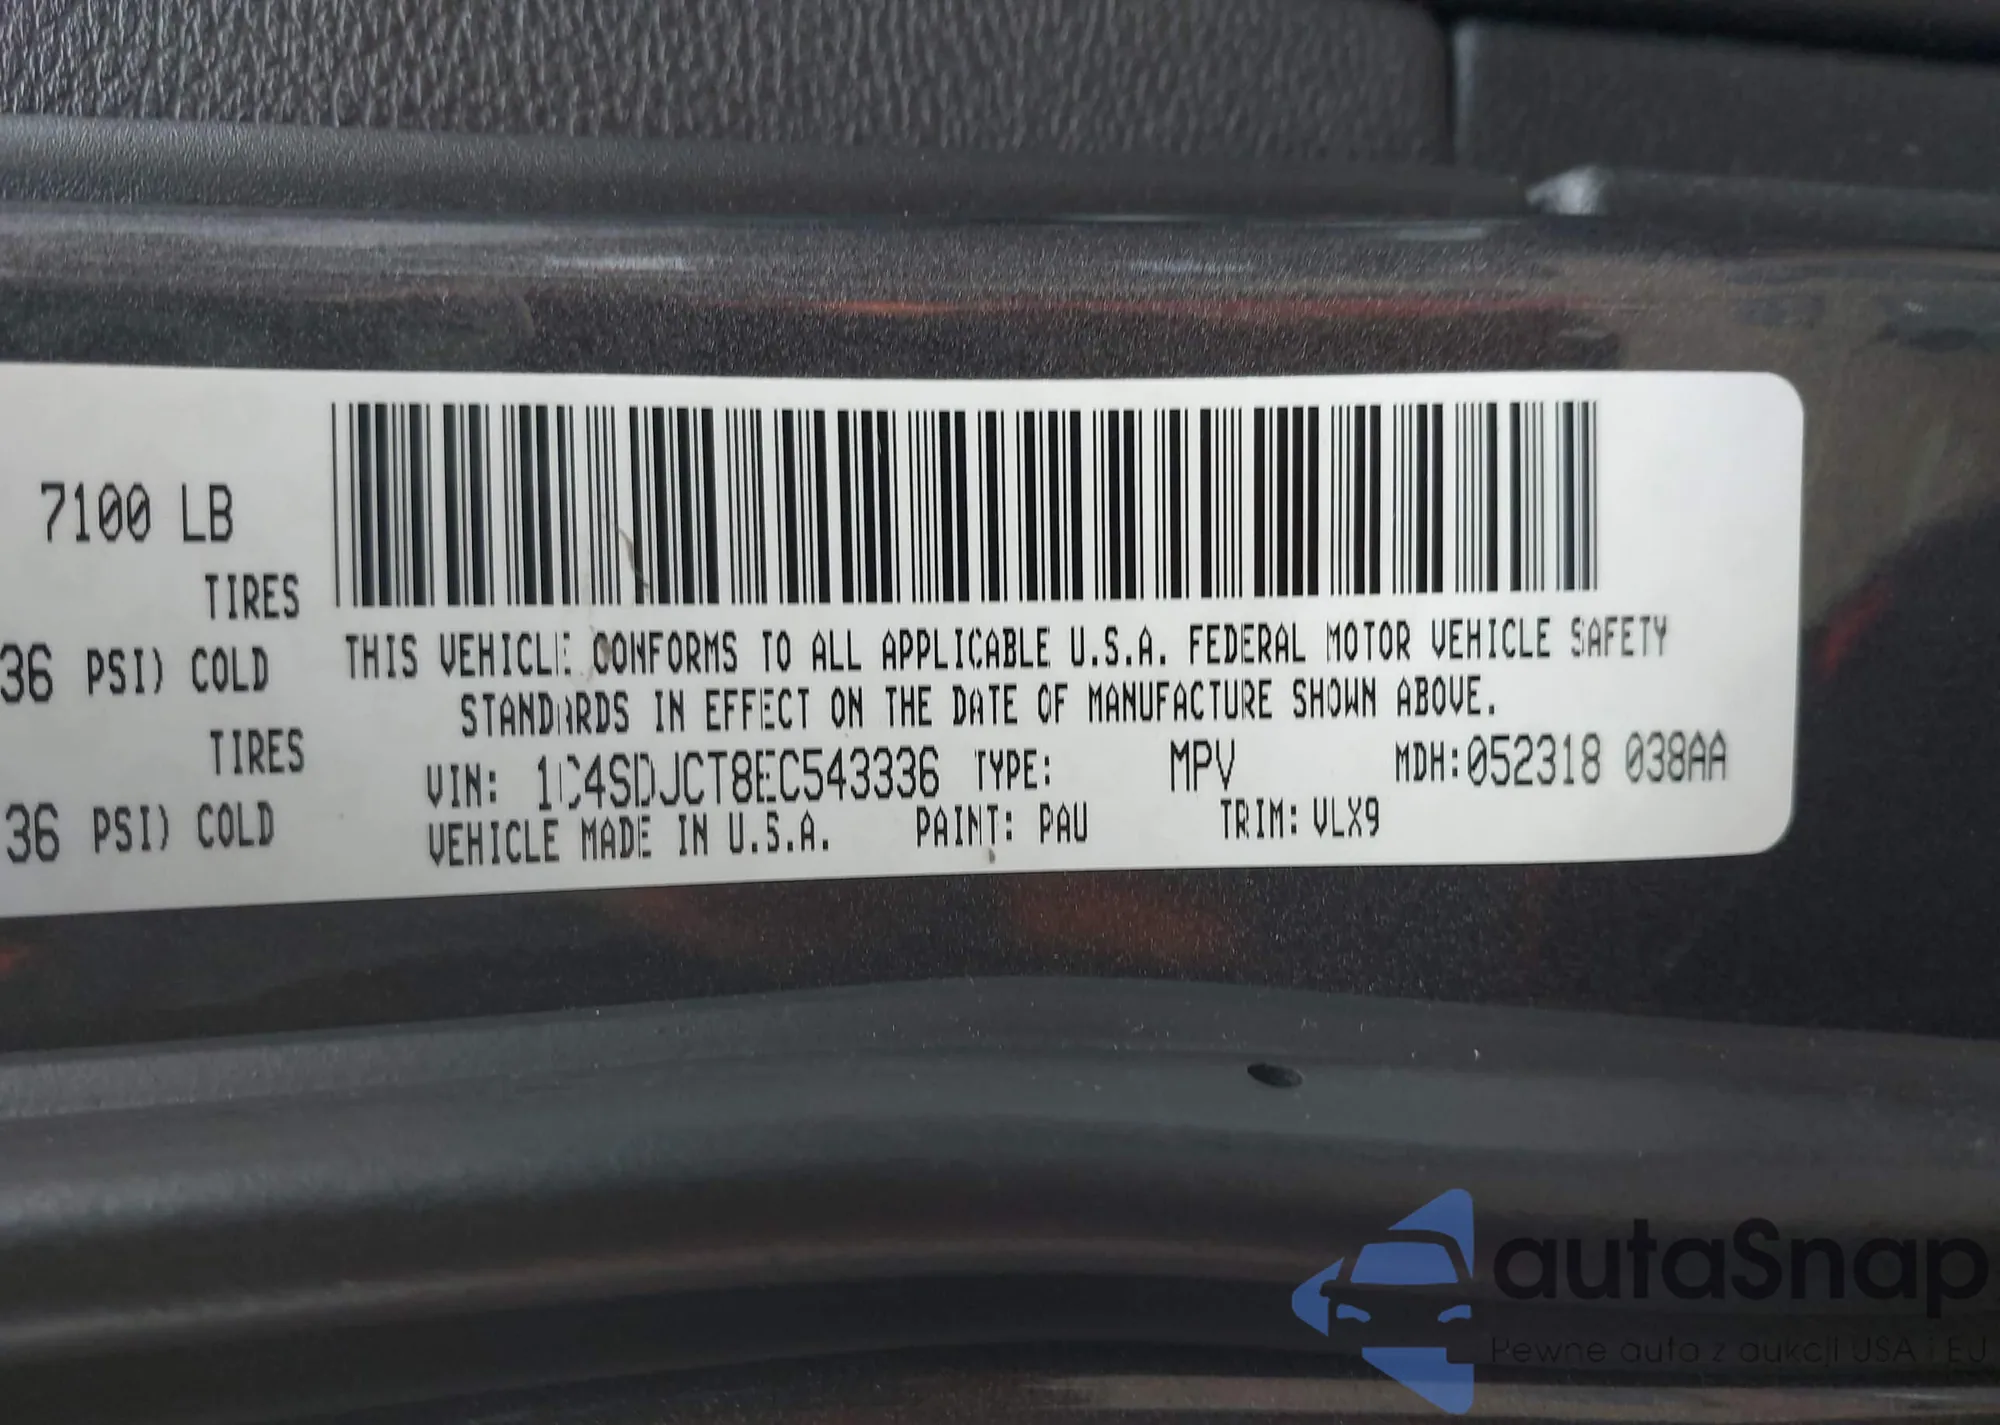 7100 LB
TIRES
36 PSI) COLD
TIRES
36 PSI) COLD
THIS VEHICLE CONFORMS TO ALL APPLICABLE U.S.A. FEDERAL MOTOR VEHICLE SAFETY
STANDARDS IN EFFECT ON THE DATE OF MANUFACTURE SHOWN ABOVE.
VIN: 1C4SDJCT8EC543336 TYPE: MPV MDH:052318 038AA
VEHICLE MADE IN U.S.A. PAINT: PAU TRIM: VLX9
autaSnap
Pewne auta z aukcji USA i EU